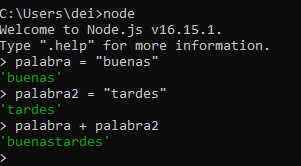 C:\Users\dei>node
Welcome to Node.js v16.15.1.
Type ".help" for more information.
> palabra = "buenas"
'buenas'
> palabra2 = "tardes"
'tardes'
> palabra + palabra2
'buenastardes'
>